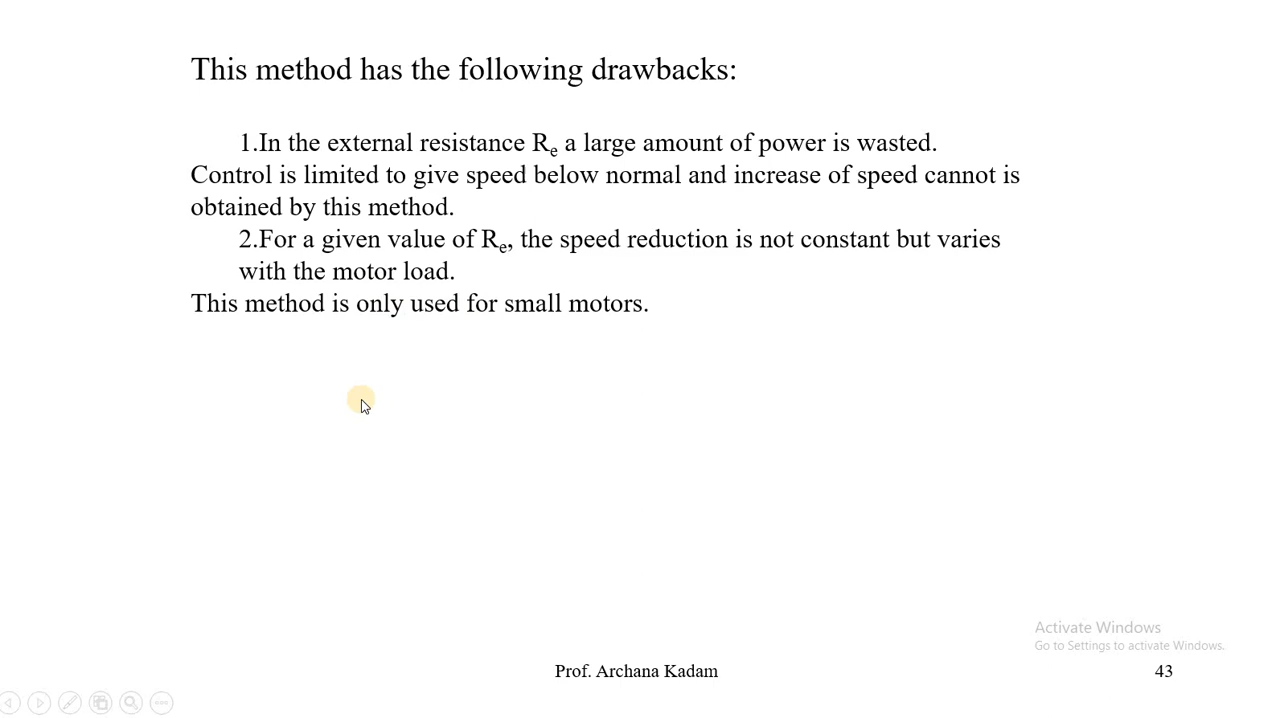 This method has the following drawbacks:
1.In the external resistance Re a large amount of power is wasted.
Control is limited to give speed below normal and increase of speed cannot is
obtained by this method.
2.For a given value of Re, the speed reduction is not constant but varies
with the motor load.
This method is only used for small motors.
Activate Windows
Go to Settings to activate Windows.
Prof. Archana Kadam
43